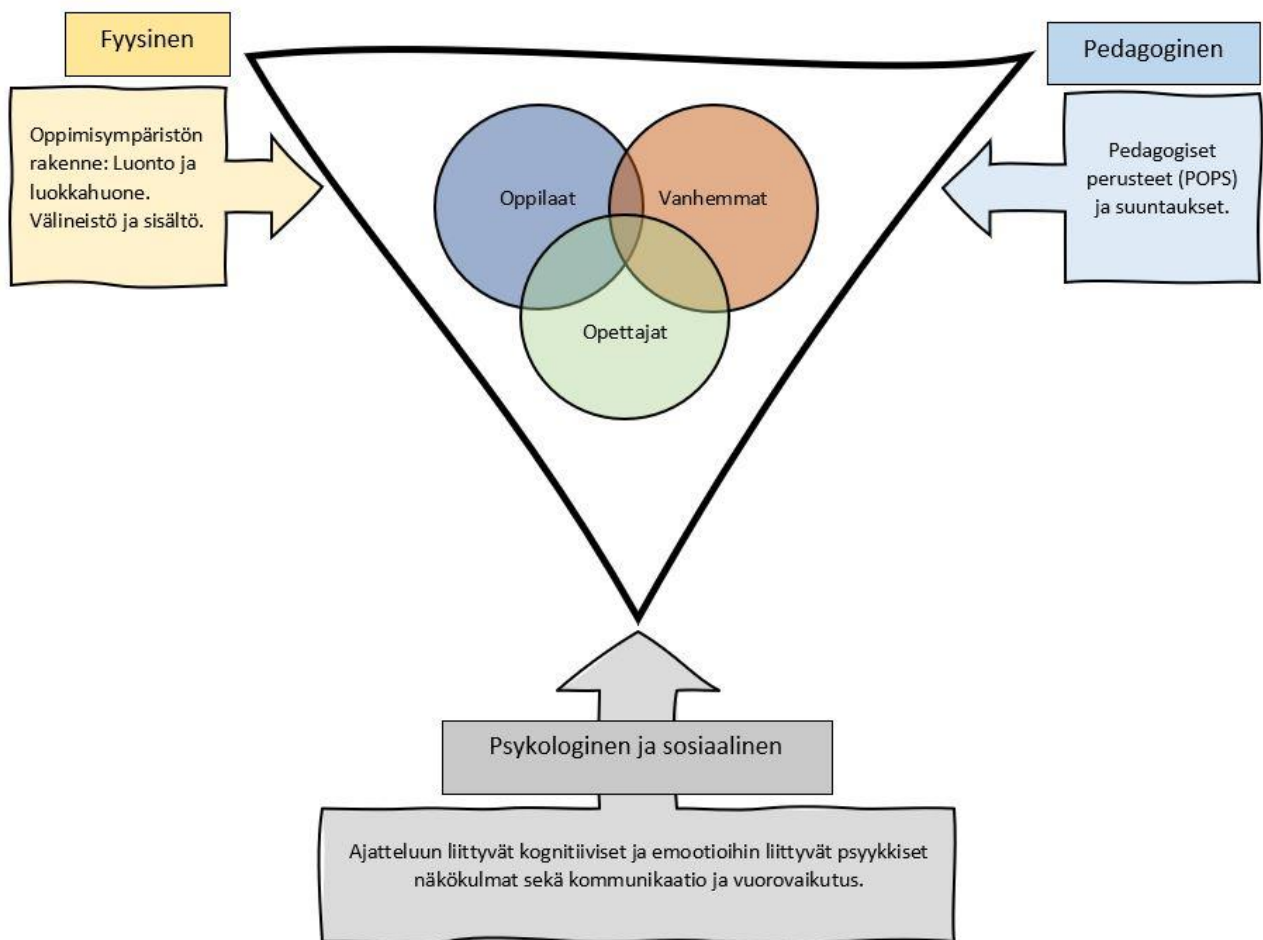 Fyysinen
Oppimisympäristön
rakenne: Luonto ja
luokkahuone.
Välineistö ja sisältö.
Pedagoginen
Pedagogiset
perusteet (POPS)
ja suuntaukset.
Oppilaat
Vanhemmat
Opettajat
Psykologinen ja sosiaalinen
Ajatteluun liittyvät kognitiiviset ja emootioihin liittyvät psyykkiset
näkökulmat sekä kommunikaatio ja vuorovaikutus.